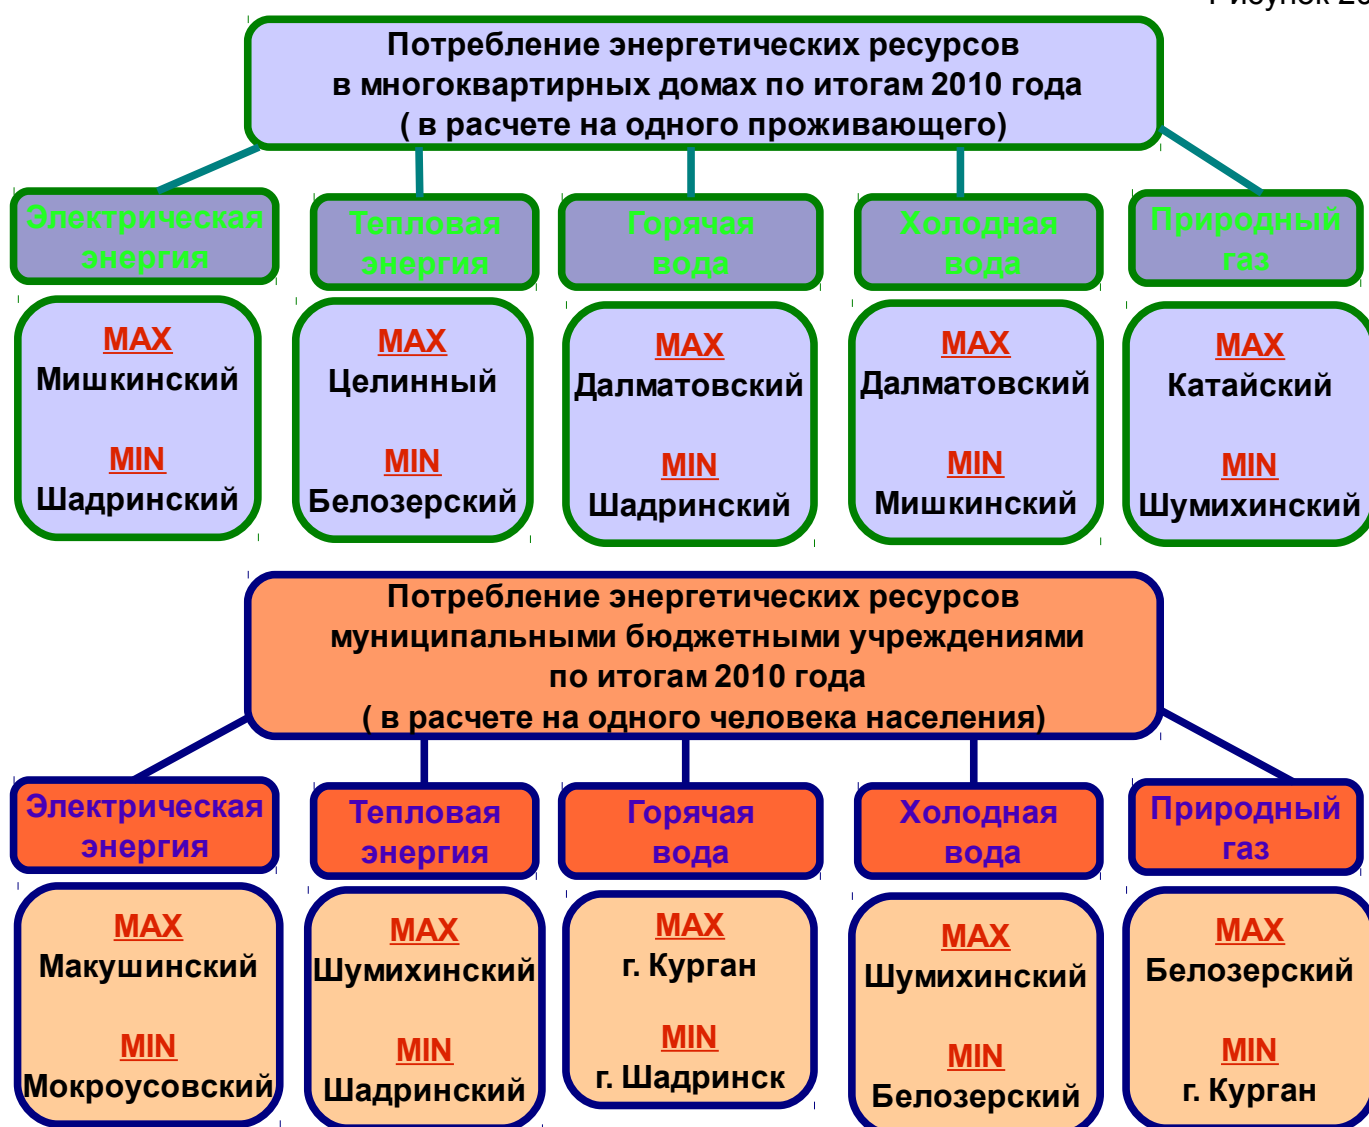 Рисунок 26
Потребление энергетических ресурсов
в многоквартирных домах по итогам 2010 года
( в расчете на одного проживающего)
Электрическая
энергия
Тепловая
энергия
Горячая
вода
Холодная
вода
Природный
газ
MAX
Мишкинский
MIN
Шадринский
MAX
Целинный
MIN
Белозерский
MAX
Далматовский
MIN
Шадринский
MAX
Далматовский
MIN
Мишкинский
MAX
Катайский
MIN
Шумихинский
Потребление энергетических ресурсов
муниципальными бюджетными учреждениями
по итогам 2010 года
( в расчете на одного человека населения)
Электрическая
энергия
Тепловая
энергия
Горячая
вода
Холодная
вода
Природный
газ
MAX
Макушинский
MIN
Мокроусовский
MAX
Шумихинский
MIN
Шадринский
MAX
г. Курган
MIN
г. Шадринск
MAX
Шумихинский
MIN
Белозерский
MAX
Белозерский
MIN
г. Курган